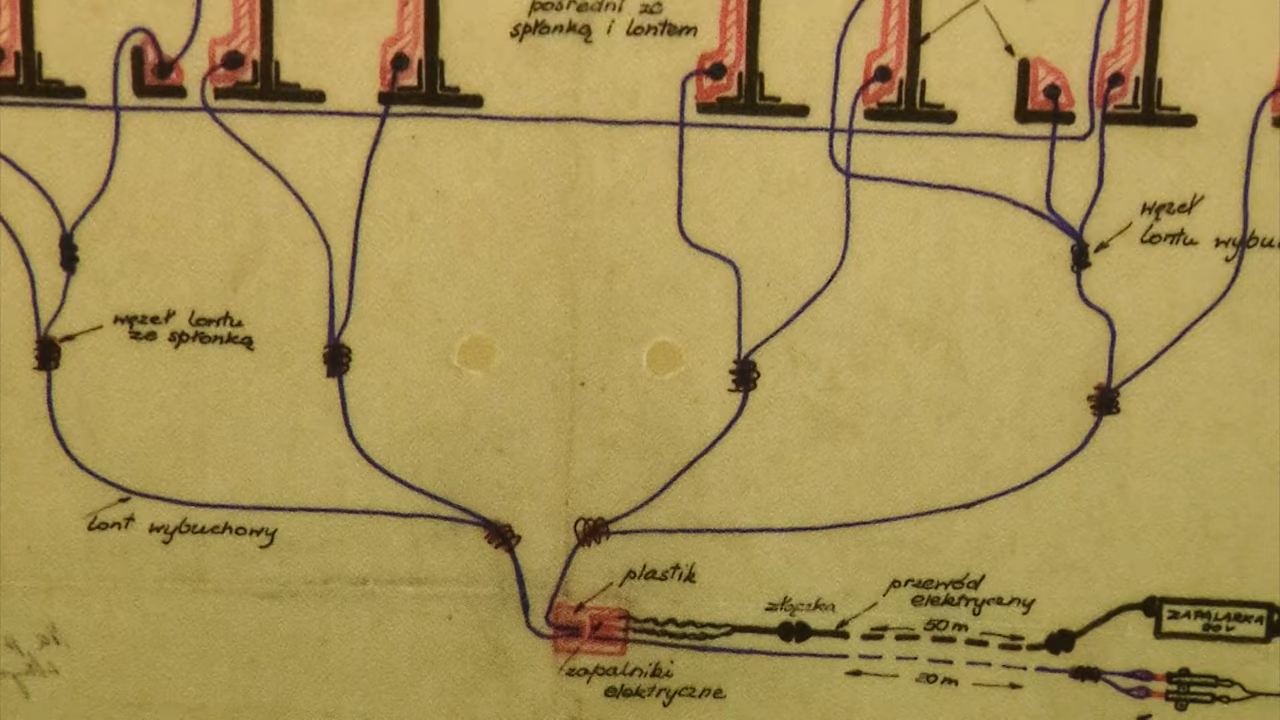 pośredni ze
spłonką i lontem
węzeł
lontu wybu
węzeł lontu
ze spłonką
lont wybuchowy
plastik
złączka
przewód
elektryczny
50 m
ZAPALARKA
20 m
zapalniki
elektryczne